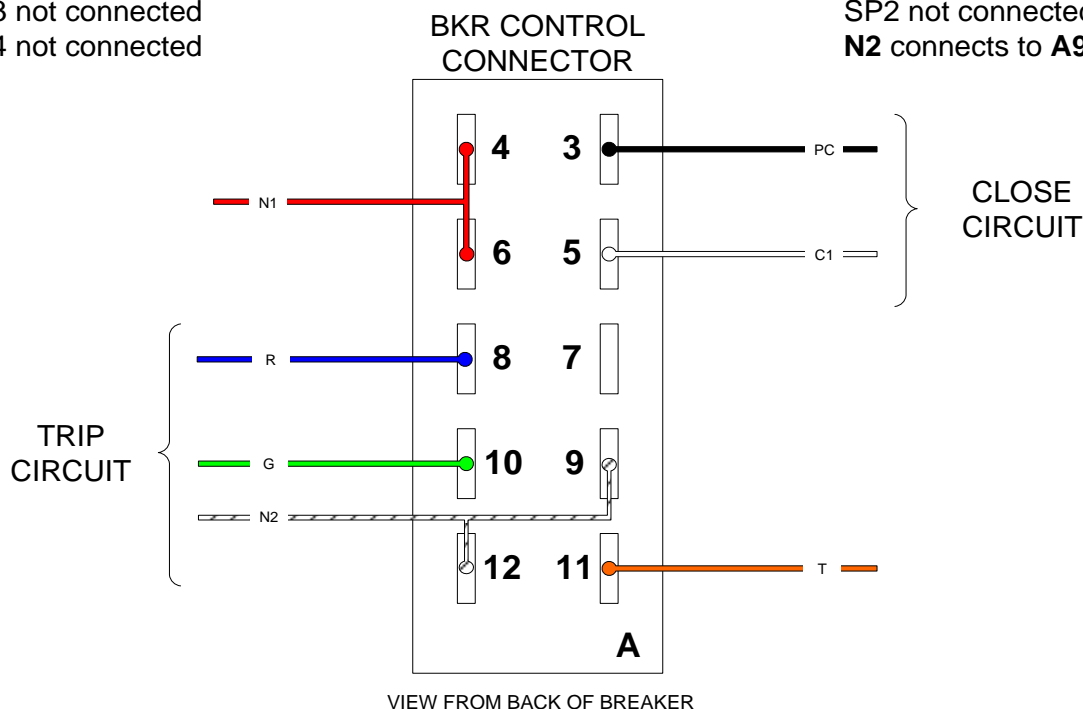 3 not connected
4 not connected
BKR CONTROL
CONNECTOR
SP2 not connected
N2 connects to A9
4 3 PC
N1
CLOSE
CIRCUIT
6 5 C1
R 8 7
TRIP
CIRCUIT
G 10 9
N2
12 11 T
A
VIEW FROM BACK OF BREAKER